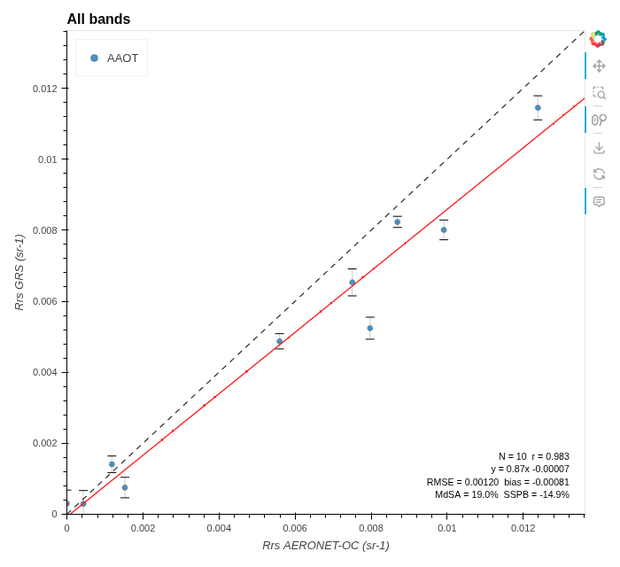 All bands
AAOT
Rrs GRS (sr-1)
0.012
0.01
0.008
0.006
0.004
0.002
0
N = 10 r = 0.983
y = 0.87x -0.00007
RMSE = 0.00120 bias = -0.00081
MdSA = 19.0% SSPB = -14.9%
0 0.002 0.004 0.006 0.008 0.01 0.012
Rrs AERONET-OC (sr-1)